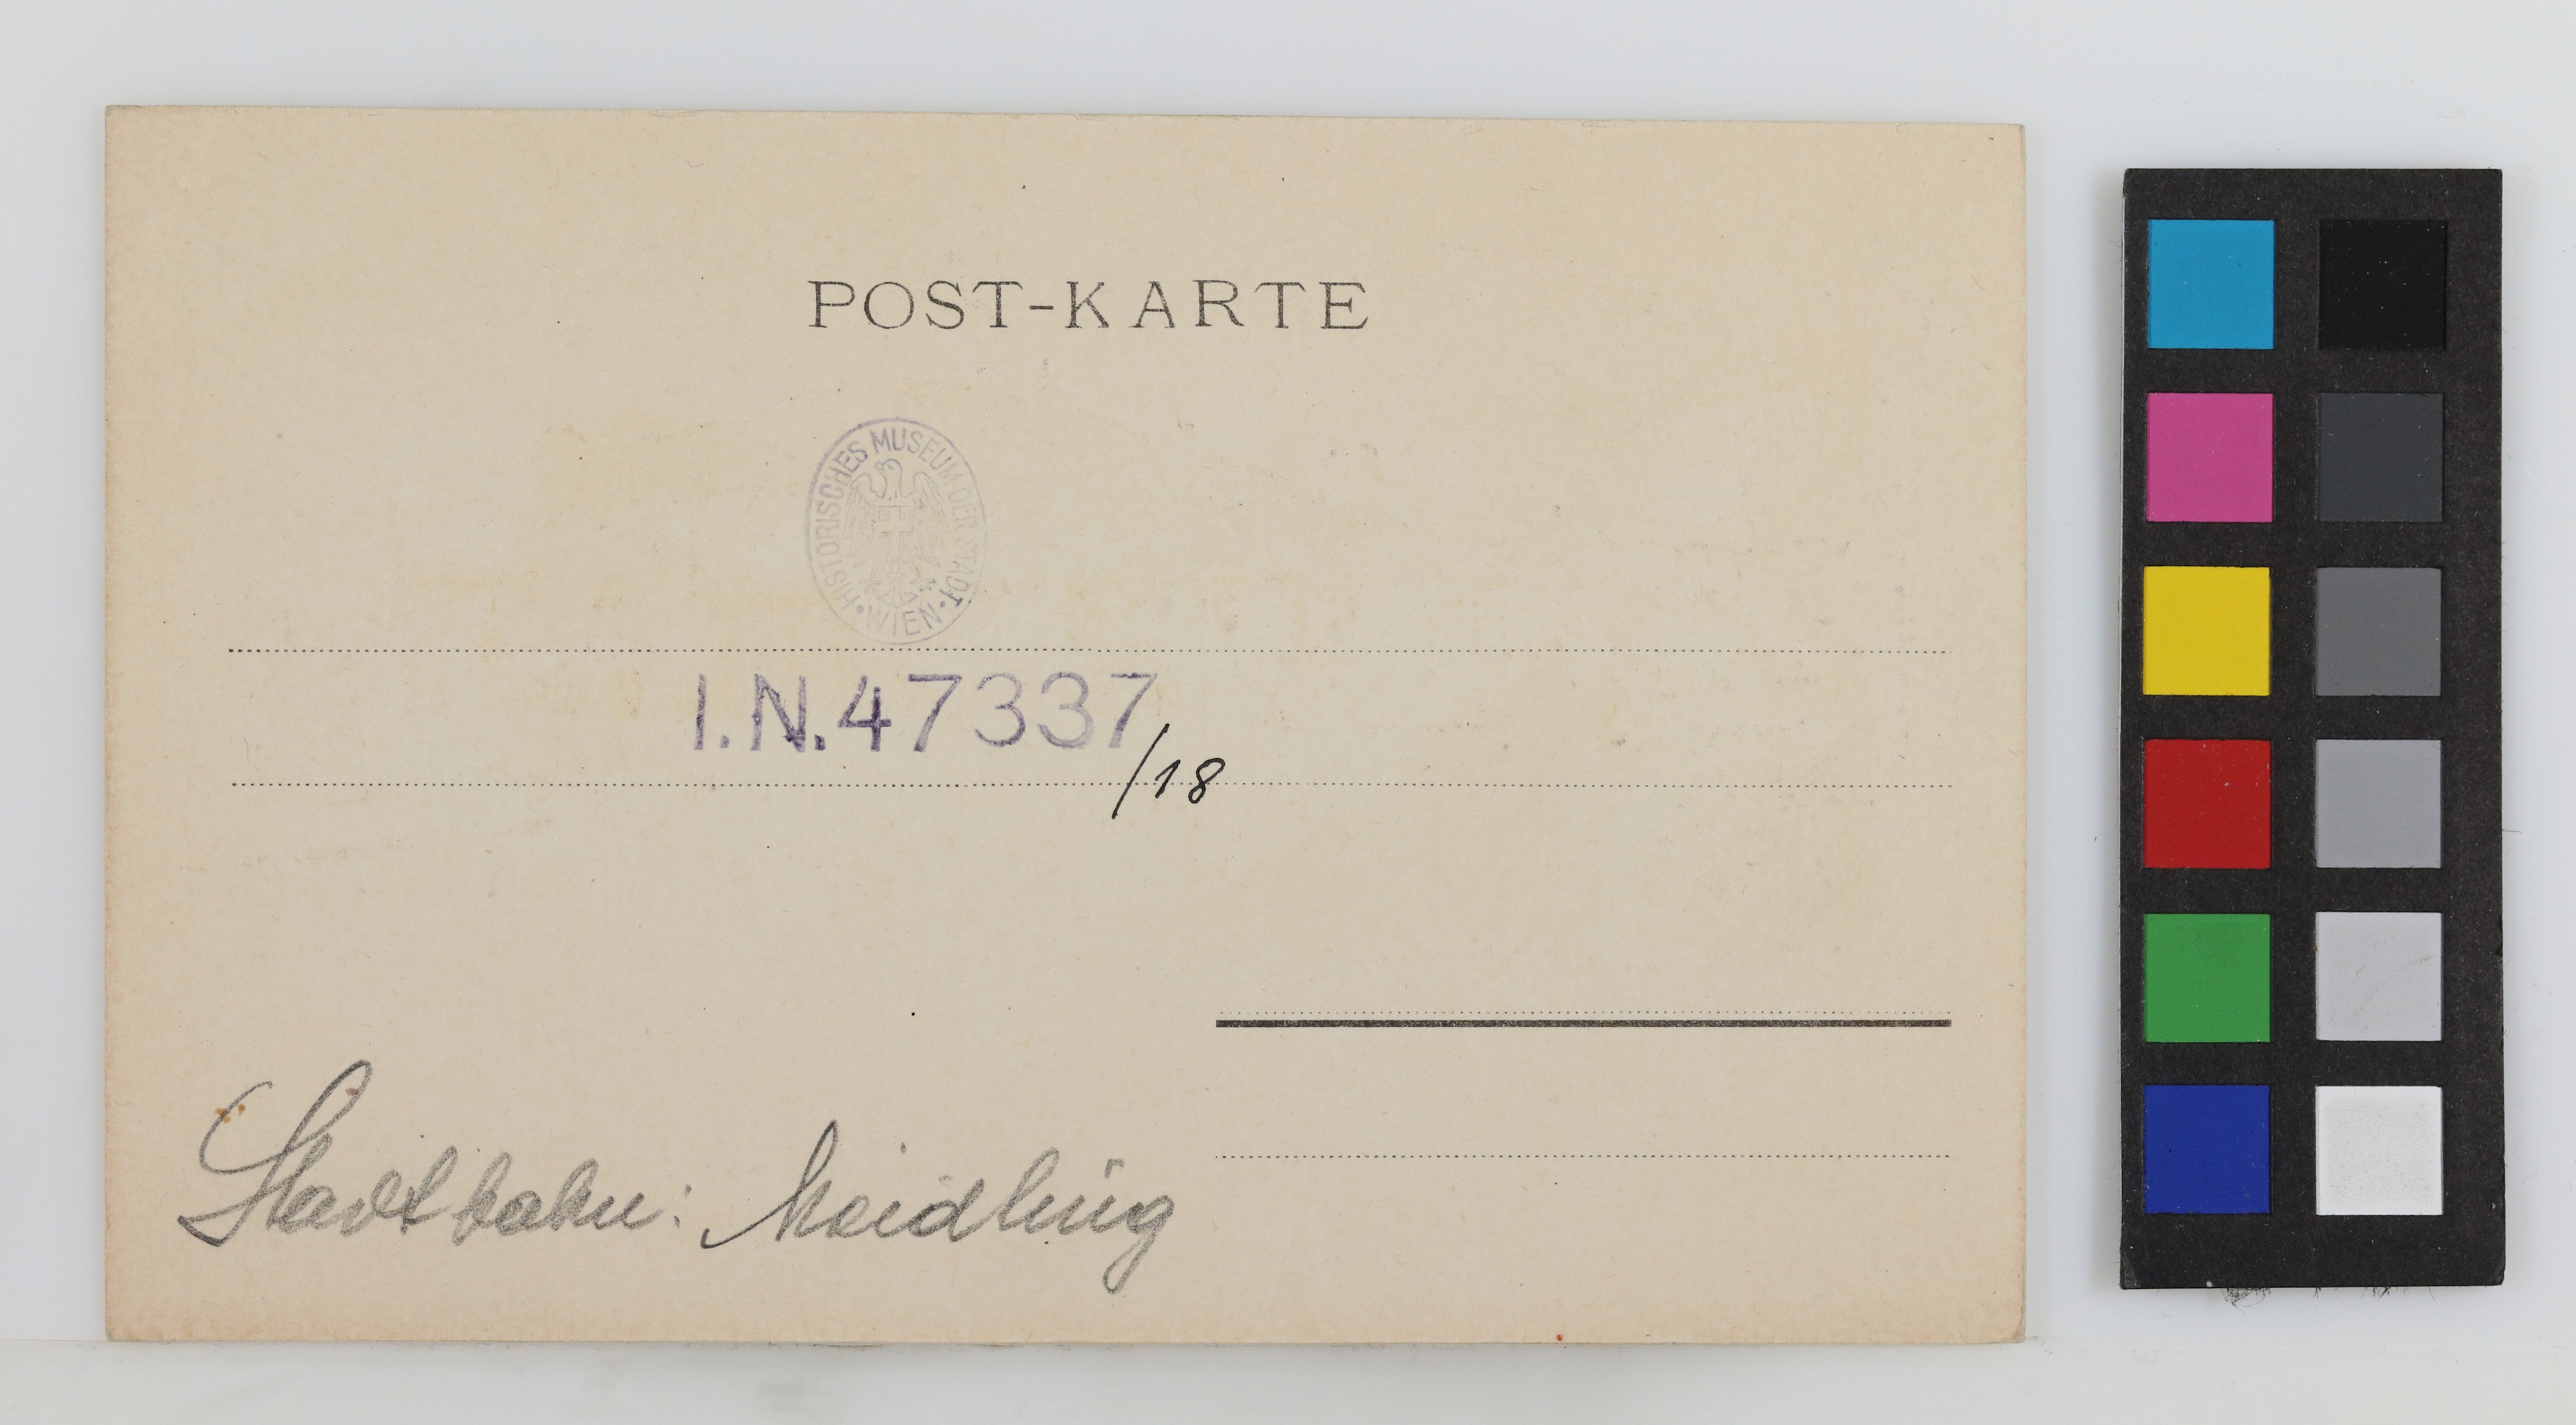 POST-KARTE
HISTORISCHES MUSEUM DER STADT • WIEN •
I.N.47337/18
Stadtbahn: Meidling